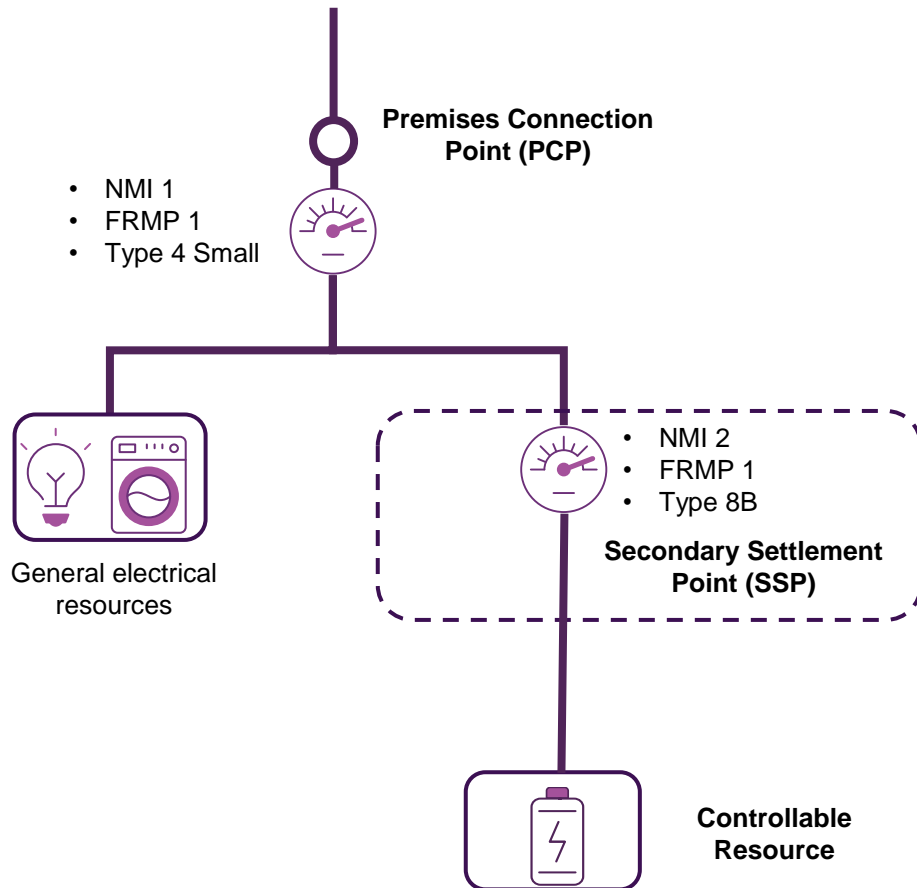 Premises Connection
Point (PCP)
• NMI 1
• FRMP 1
• Type 4 Small
• NMI 2
• FRMP 1
• Type 8B
Secondary Settlement
Point (SSP)
General electrical
resources
Controllable
Resource